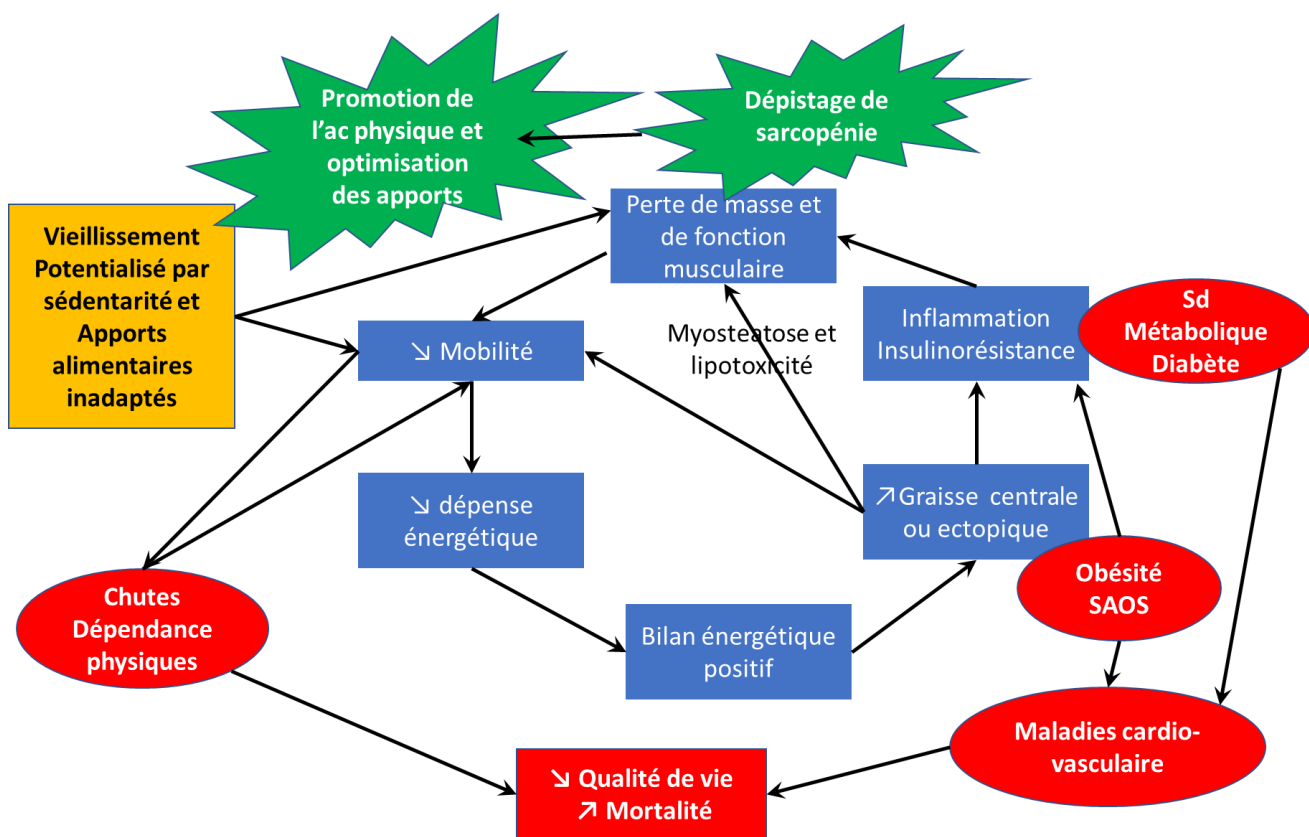 Promotion de
l'ac physique et
optimisation
des apports
Dépistage de
sarcopénie
Vieillissement
Potentialisé par
sédentarité et
Apports
alimentaires
inadaptés
Perte de masse et
de fonction
musculaire
Inflammation
Insulinorésistance
Sd
Métabolique
Diabète
↘ Mobilité
Myosteatose et
lipotoxicité
↘ dépense
énergétique
↗ Graisse centrale
ou ectopique
Obésité
SAOS
Chutes
Dépendance
physiques
Bilan énergétique
positif
Maladies cardio-
vasculaire
↘ Qualité de vie
↗ Mortalité